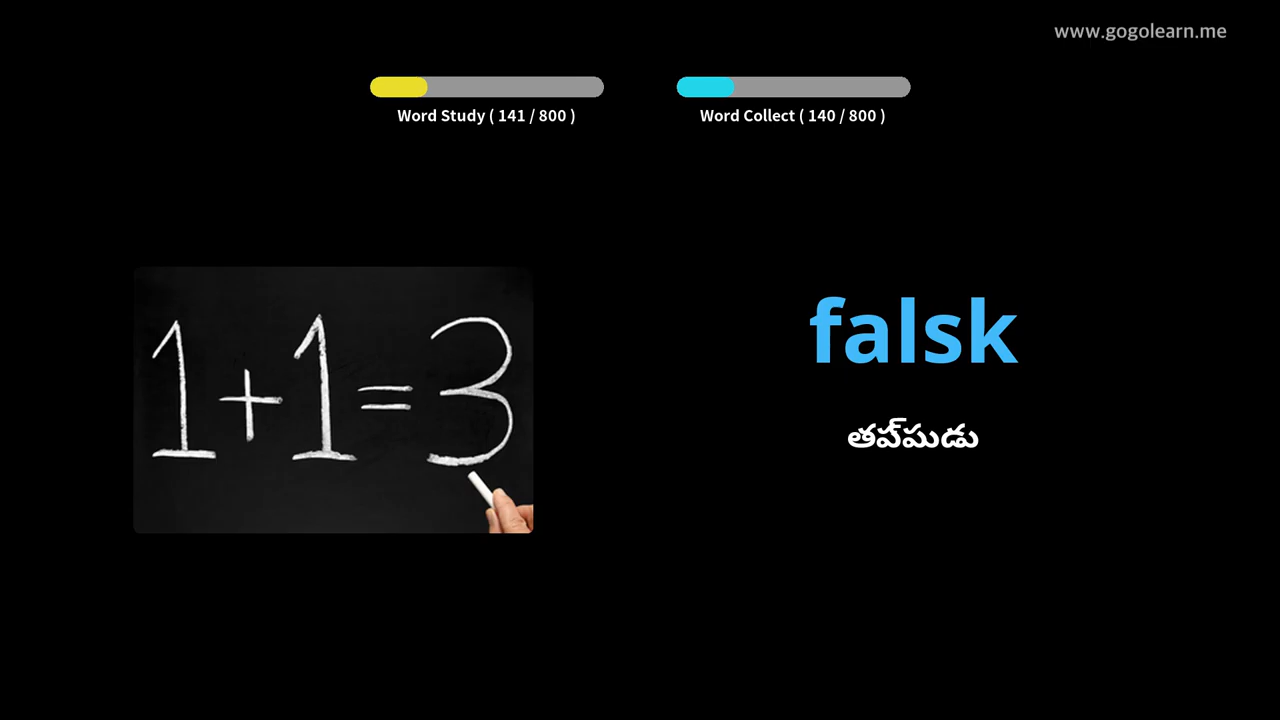 www.gogolearn.me
Word Study ( 141 / 800 )
Word Collect ( 140 / 800 )
1+1=3
falsk
తప్పుడు